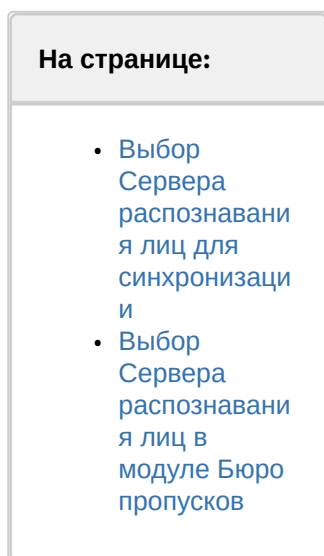 На странице:
• Выбор
Сервера
распознавани
я лиц для
синхронизаци
и
• Выбор
Сервера
распознавани
я лиц в
модуле Бюро
пропусков